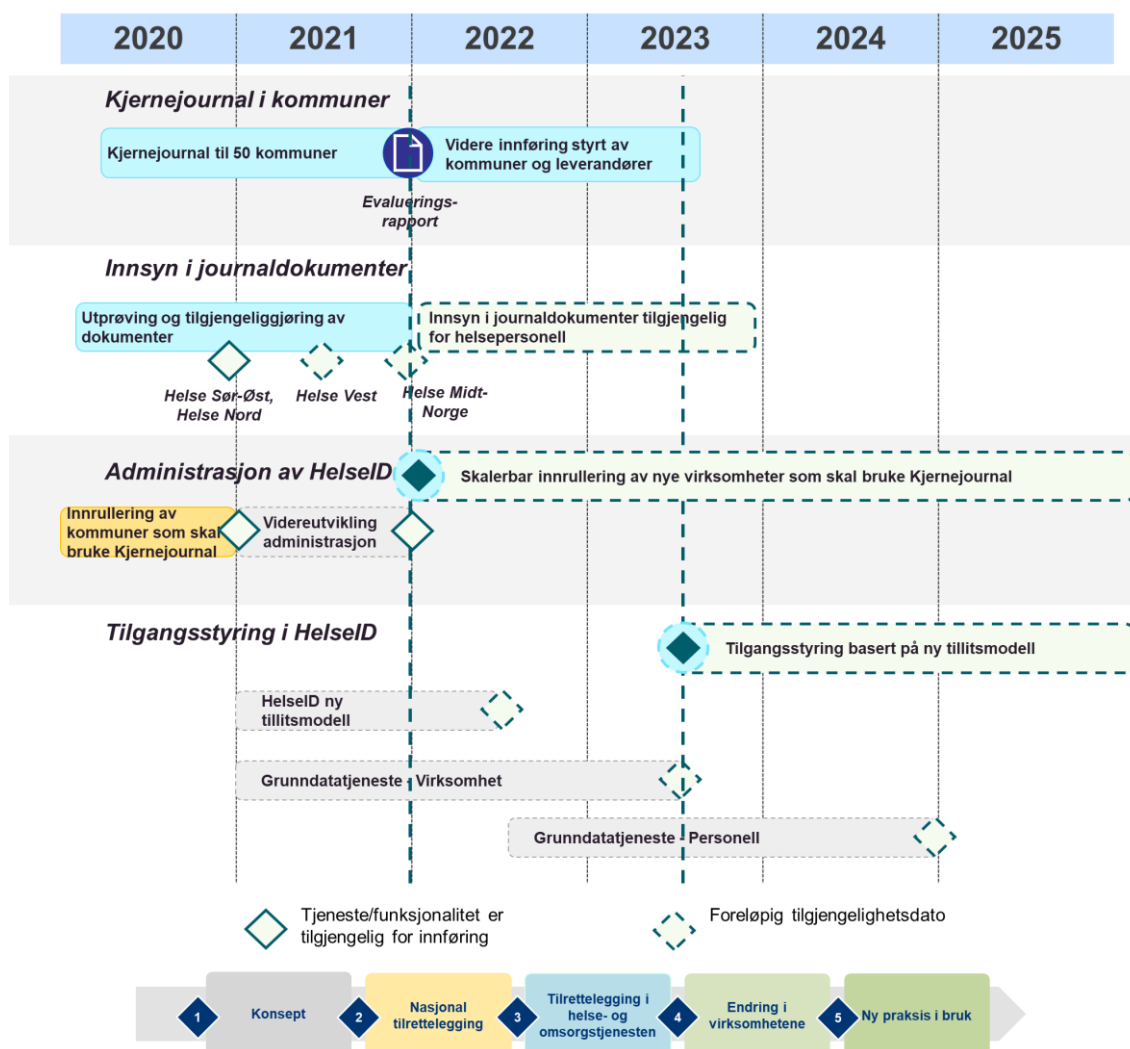 2020 2021 2022 2023 2024 2025
Kjernejournal i kommuner
Kjernejournal til 50 kommuner
Videre innføring styrt av
kommuner og leverandører
Evaluerings-
rapport
Innsyn i journaldokumenter
Utprøving og tilgjengeliggjøring av
dokumenter
Innsyn i journaldokumenter tilgjengelig
for helsepersonell
Helse Sør-Øst,
Helse Nord
Helse Vest
Helse Midt-
Norge
Administrasjon av HelseID
Skalerbar innrullering av nye virksomheter som skal bruke Kjernejournal
Innrullering av
kommuner som skal
bruke Kjernejournal
Videreutvikling
administrasjon
Tilgangsstyring i HelseID
Tilgangsstyring basert på ny tillitsmodell
HelseID ny
tillitsmodell
Grunndatatjeneste - Virksomhet
Grunndatatjeneste - Personell
Tjeneste/funksjonalitet er
tilgjengelig for innføring
Foreløpig tilgjengelighetsdato
1
Konsept
2
Nasjonal
tilrettelegging
3
Tilrettelegging i
helse- og
omsorgstjenesten
4
Endring i
virksomhetene
5
Ny praksis i bruk